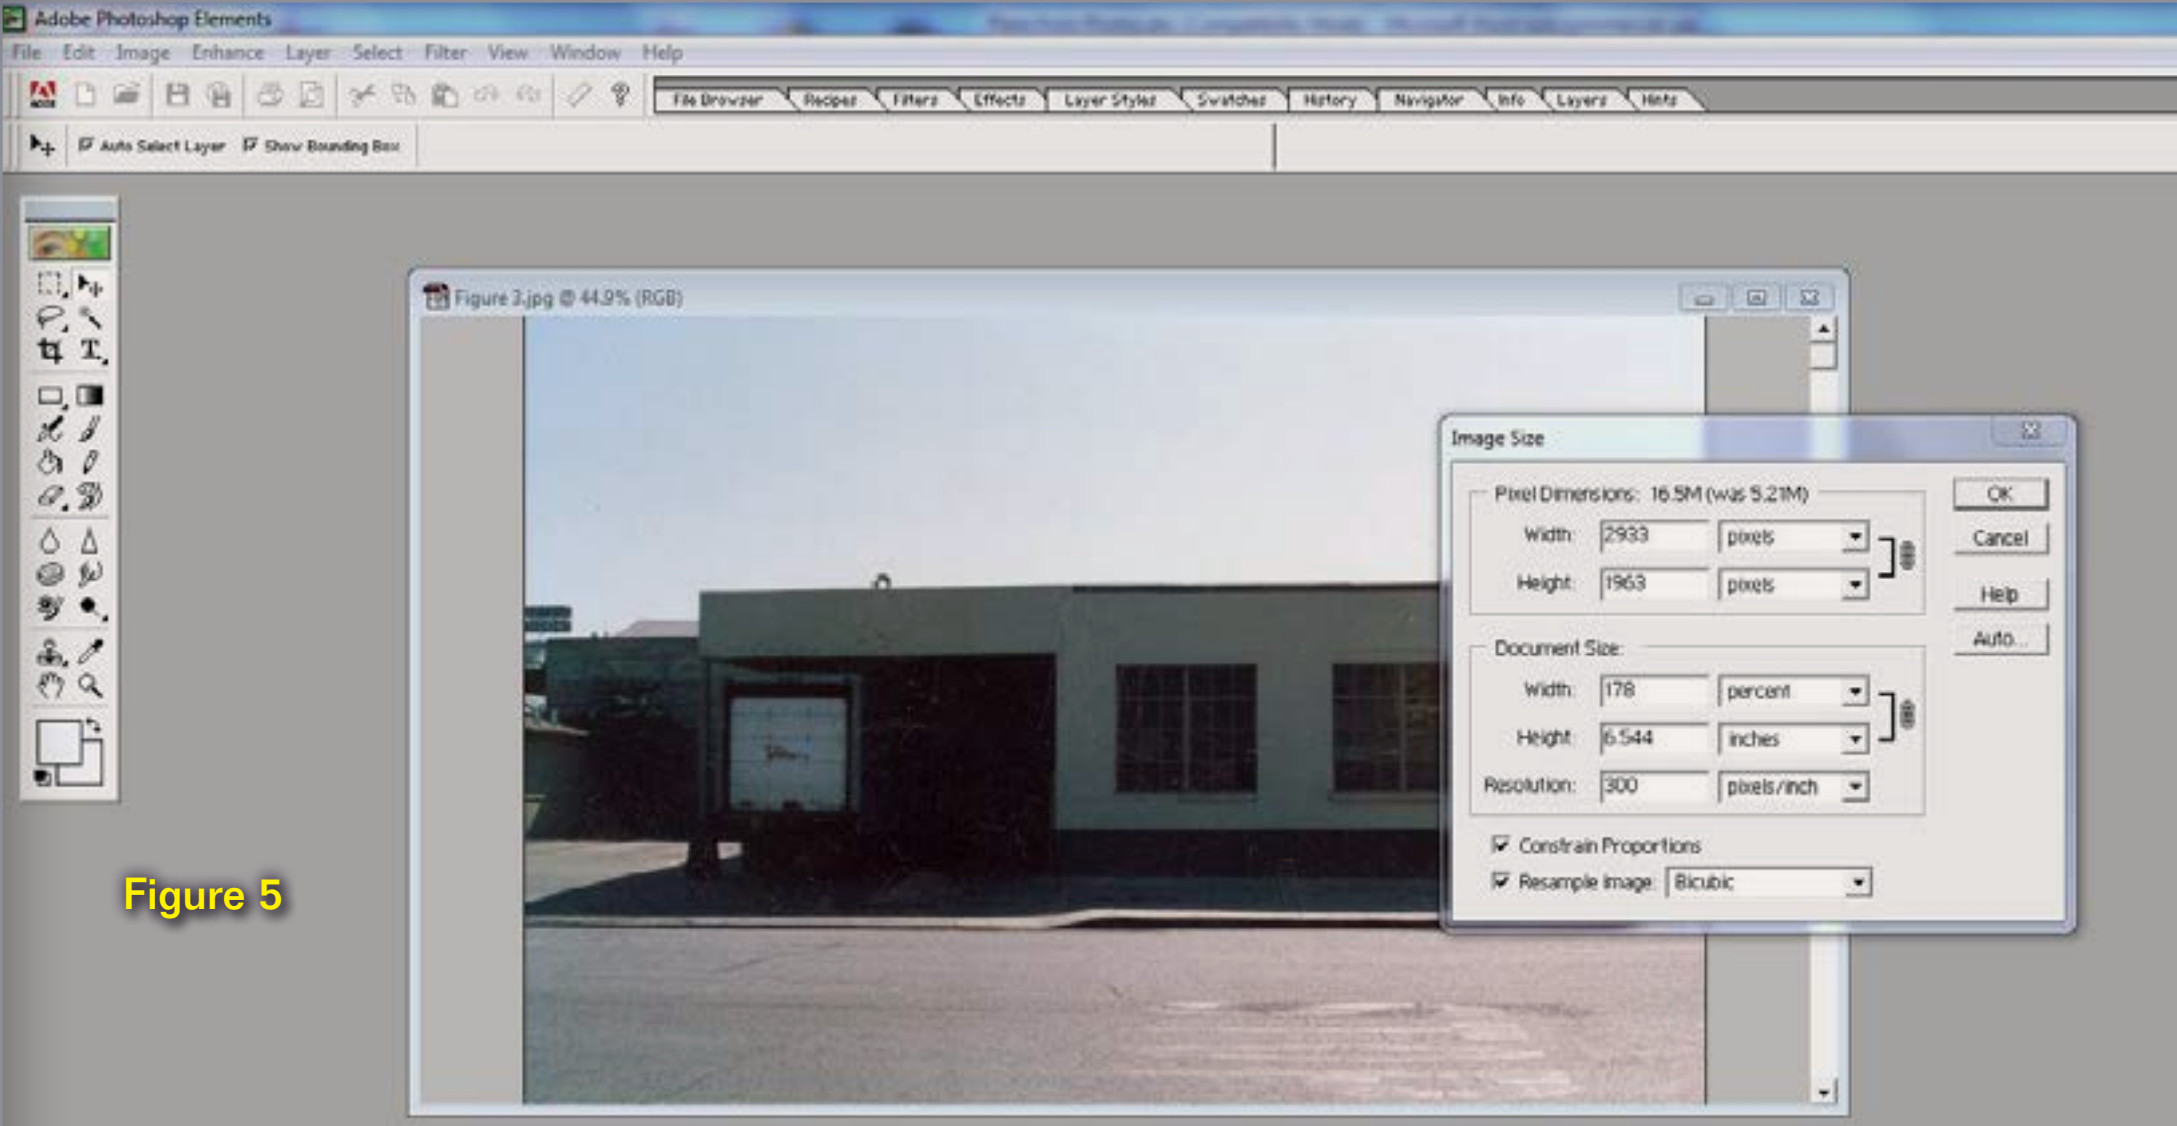 Adobe Photoshop Elements
File Edit Image Enhance Layer Select Filter View Window Help
File Browser Recipes Filters Effects Layer Styles Swatches History Navigator Info Layers Hints
Auto Select Layer Show Bounding Box
Figure 3.jpg @ 44.9% (RGB)
Image Size
Pixel Dimensions: 16.5M (was 5.21M)
OK
Width: 2933 pixels
Cancel
Height: 1963 pixels
Help
Auto...
Document Size:
Width: 178 percent
Height: 6.544 inches
Resolution: 300 pixels/inch
Constrain Proportions
Resample Image: Bicubic
Figure 5